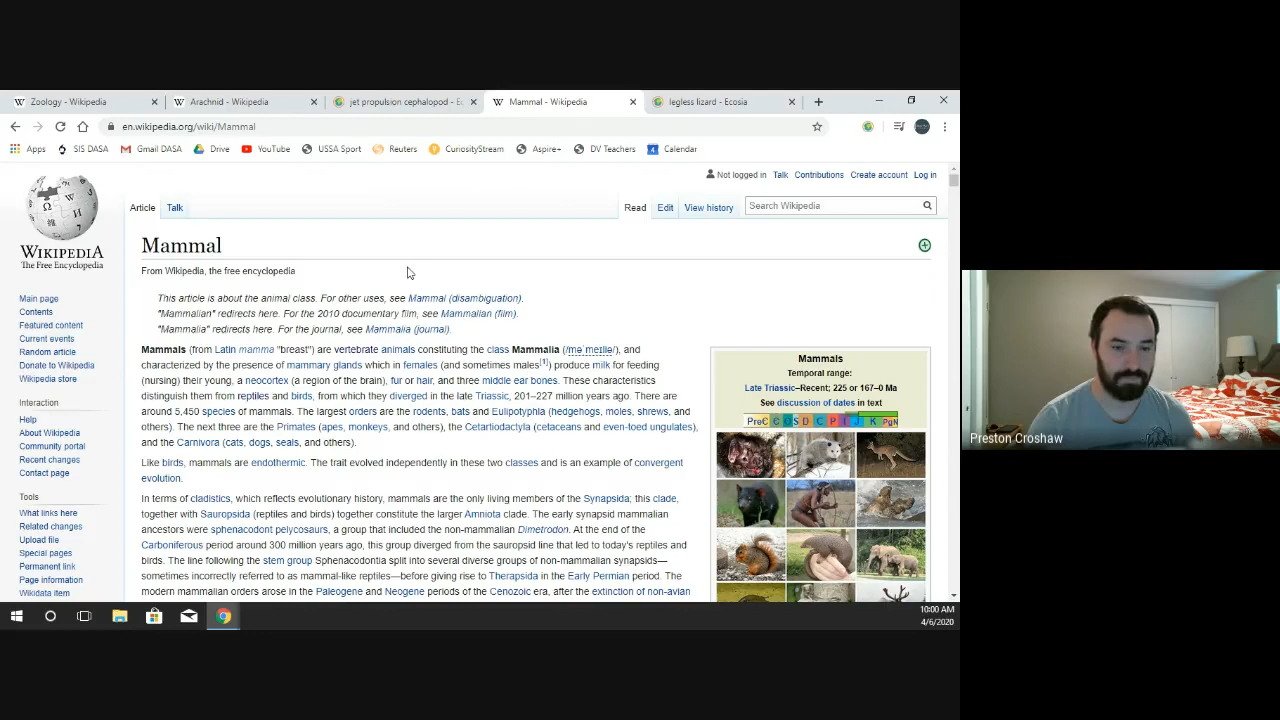 Zoology - Wikipedia
Arachnid - Wikipedia
jet propulsion cephalopod - Ec
Mammal - Wikipedia
legless lizard - Ecosia
en.wikipedia.org/wiki/Mammal
Apps SIS DASA Gmail DASA Drive YouTube USSA Sport Reuters CuriosityStream Aspire+ DV Teachers 4 Calendar
Not logged in Talk Contributions Create account Log in
Article Talk Read Edit View history Search Wikipedia
WIKIPEDIA
The Free Encyclopedia
Main page
Contents
Featured content
Current events
Random article
Donate to Wikipedia
Wikipedia store
Interaction
Help
About Wikipedia
Community portal
Recent changes
Contact page
Tools
What links here
Related changes
Upload file
Special pages
Permanent link
Page information
Wikidata item
Mammal
From Wikipedia, the free encyclopedia
This article is about the animal class. For other uses, see Mammal (disambiguation).
"Mammalian" redirects here. For the 2010 documentary film, see Mammalian (film).
"Mammalia" redirects here. For the journal, see Mammalia (journal).
Mammals (from Latin mamma "breast") are vertebrate animals constituting the class Mammalia (/məˈmeɪliə/), and
characterized by the presence of mammary glands which in females (and sometimes males[1]) produce milk for feeding
(nursing) their young, a neocortex (a region of the brain), fur or hair, and three middle ear bones. These characteristics
distinguish them from reptiles and birds, from which they diverged in the late Triassic, 201–227 million years ago. There are
around 5,450 species of mammals. The largest orders are the rodents, bats and Eulipotyphla (hedgehogs, moles, shrews, and
others). The next three are the Primates (apes, monkeys, and others), the Cetartiodactyla (cetaceans and even-toed ungulates),
and the Carnivora (cats, dogs, seals, and others).
Like birds, mammals are endothermic. The trait evolved independently in these two classes and is an example of convergent
evolution.
In terms of cladistics, which reflects evolutionary history, mammals are the only living members of the Synapsida; this clade,
together with Sauropsida (reptiles and birds) together constitute the larger Amniota clade. The early synapsid mammalian
ancestors were sphenacodont pelycosaurs, a group that included the non-mammalian Dimetrodon. At the end of the
Carboniferous period around 300 million years ago, this group diverged from the sauropsid line that led to today's reptiles and
birds. The line following the stem group Sphenacodontia split into several diverse groups of non-mammalian synapsids—
sometimes incorrectly referred to as mammal-like reptiles—before giving rise to Therapsida in the Early Permian period. The
modern mammalian orders arose in the Paleogene and Neogene periods of the Cenozoic era, after the extinction of non-avian
Mammals
Temporal range:
Late Triassic–Recent; 225 or 167–0 Ma
See discussion of dates in text
PreЄ Є O S D C P T J K PgN
10:00 AM
4/6/2020
Preston Croshaw